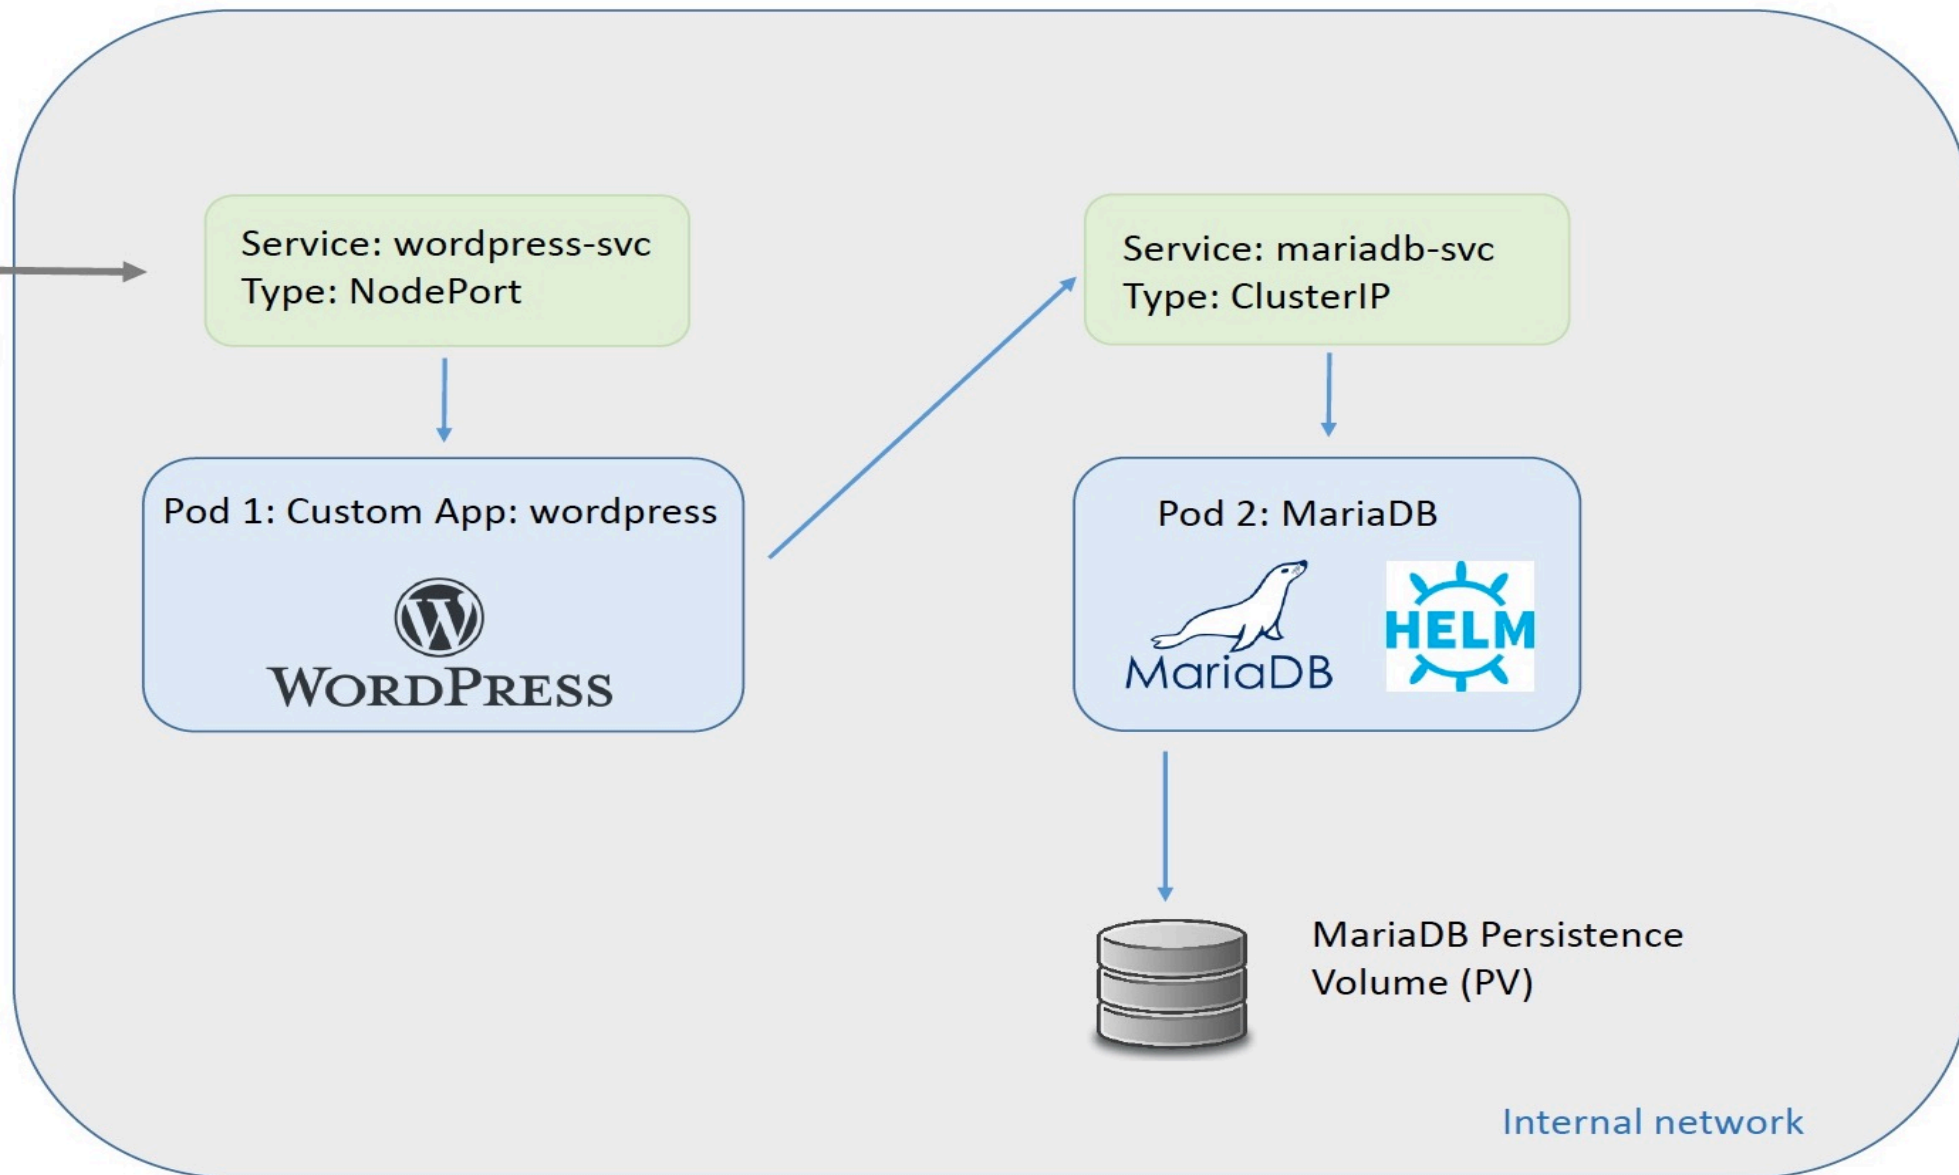 Service: wordpress-svc
Type: NodePort
Service: mariadb-svc
Type: ClusterIP
Pod 1: Custom App: wordpress
W
WORDPRESS
Pod 2: MariaDB
MariaDB
HELM
MariaDB Persistence
Volume (PV)
Internal network